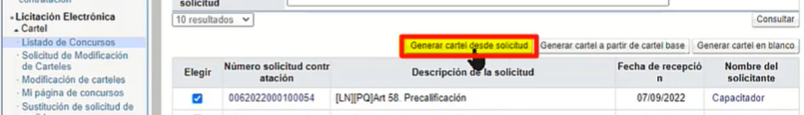 contratación
Licitación Electrónica
Cartel
Listado de Concursos
Solicitud de Modificación
de Carteles
Modificación de carteles
Mi página de concursos
Sustitución de solicitud de
solicitud
10 resultados
Consultar
Generar cartel desde solicitud
Generar cartel a partir de cartel base
Generar cartel en blanco
Elegir
Número solicitud contr
atación
Descripción de la solicitud
Fecha de recepció
n
Nombre del
solicitante
0062022000100054
[LN][PQ]Art 58. Precalificación
07/09/2022
Capacitador